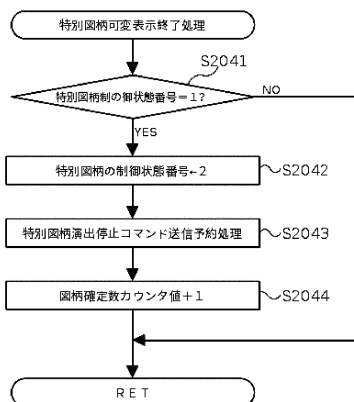 特別図柄可変表示終了処理
S2041
特別図柄制の御状態番号=1?
NO
YES
特別図柄の制御状態番号←2
S2042
特別図柄演出停止コマンド送信予約処理
S2043
図柄確定数カウンタ値+1
S2044
RET